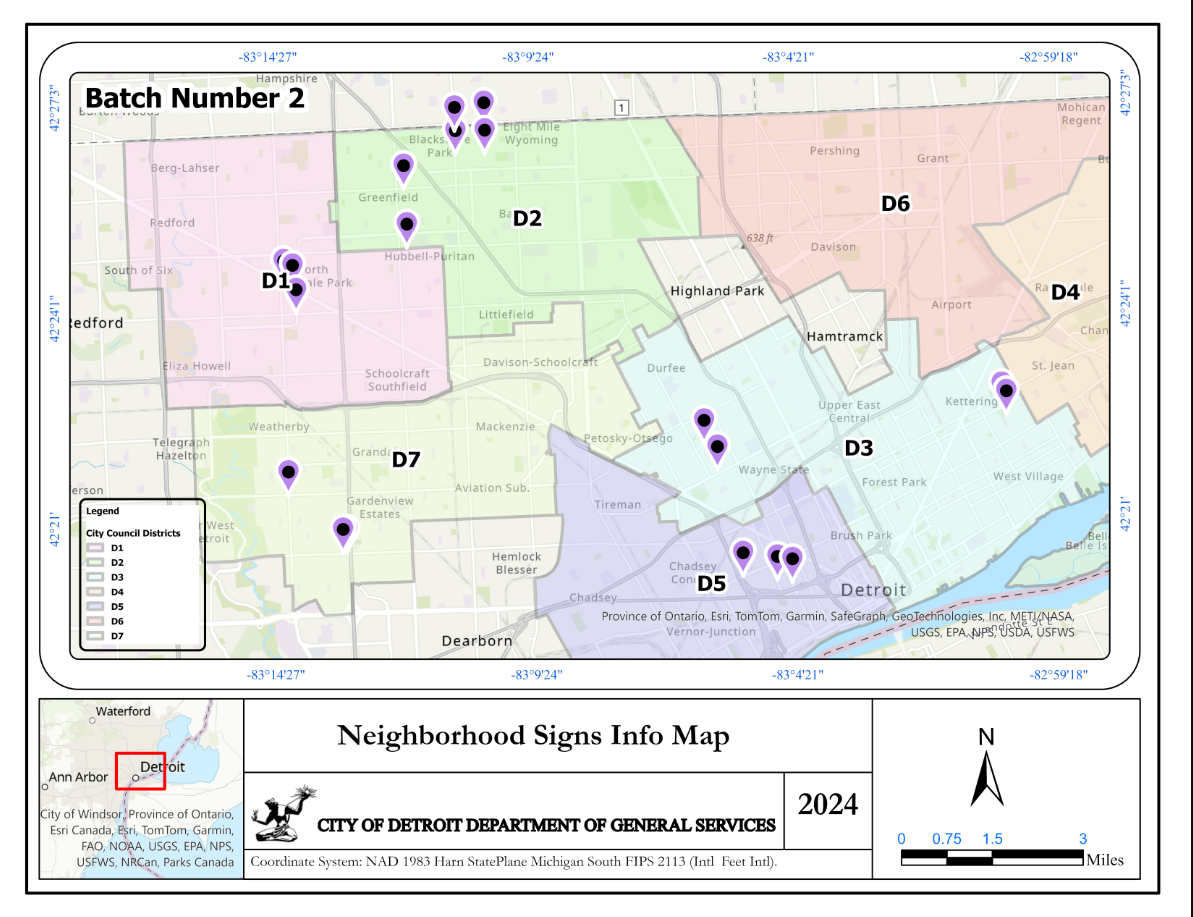 -83°14'27"
-83°9'24"
-83°4'21"
-82°59'18"
42°27'3"
42°27'3"
Batch Number 2
Hampshire
1
Mohican
Regent
Eight Mile
Wyoming
Park
Berg-Lahser
Pershing
Grant
Greenfield
D2
D6
Redford
638 ft
Davison
Hubbell-Puritan
South of Six
D1
Highland Park
D4
42°24'1"
42°24'1"
Airport
Littlefield
Hamtramck
St. Jean
Eliza Howell
Davison-Schoolcraft
Durfee
Schoolcraft
Southfield
Kettering
Upper East
Central
Weatherby
Mackenzie
Petosky-Otsego
Telegraph
Hazelton
D7
D3
Wayne State
West Village
Forest Park
Aviation Sub.
Gardenview
Estates
Tireman
42°21'
42°21'
Brush Park
Hemlock
Blesser
Chadsey
D5
Detroit
Chadsey
Vernor-Junction
Dearborn
Province of Ontario, Esri, TomTom, Garmin, SafeGraph, GeoTechnologies, Inc, METI/NASA,
USGS, EPA, NPS, USDA, USFWS
Legend
City Council Districts
D1
D2
D3
D4
D5
D6
D7
-83°14'27"
-83°9'24"
-83°4'21"
-82°59'18"
Waterford
Detroit
Ann Arbor
City of Windsor, Province of Ontario,
Esri Canada, Esri, TomTom, Garmin,
FAO, NOAA, USGS, EPA, NPS,
USFWS, NRCan, Parks Canada
Neighborhood Signs Info Map
CITY OF DETROIT DEPARTMENT OF GENERAL SERVICES
2024
Coordinate System: NAD 1983 Harn StatePlane Michigan South FIPS 2113 (Intl Feet Intl).
N
0 0.75 1.5 3
Miles